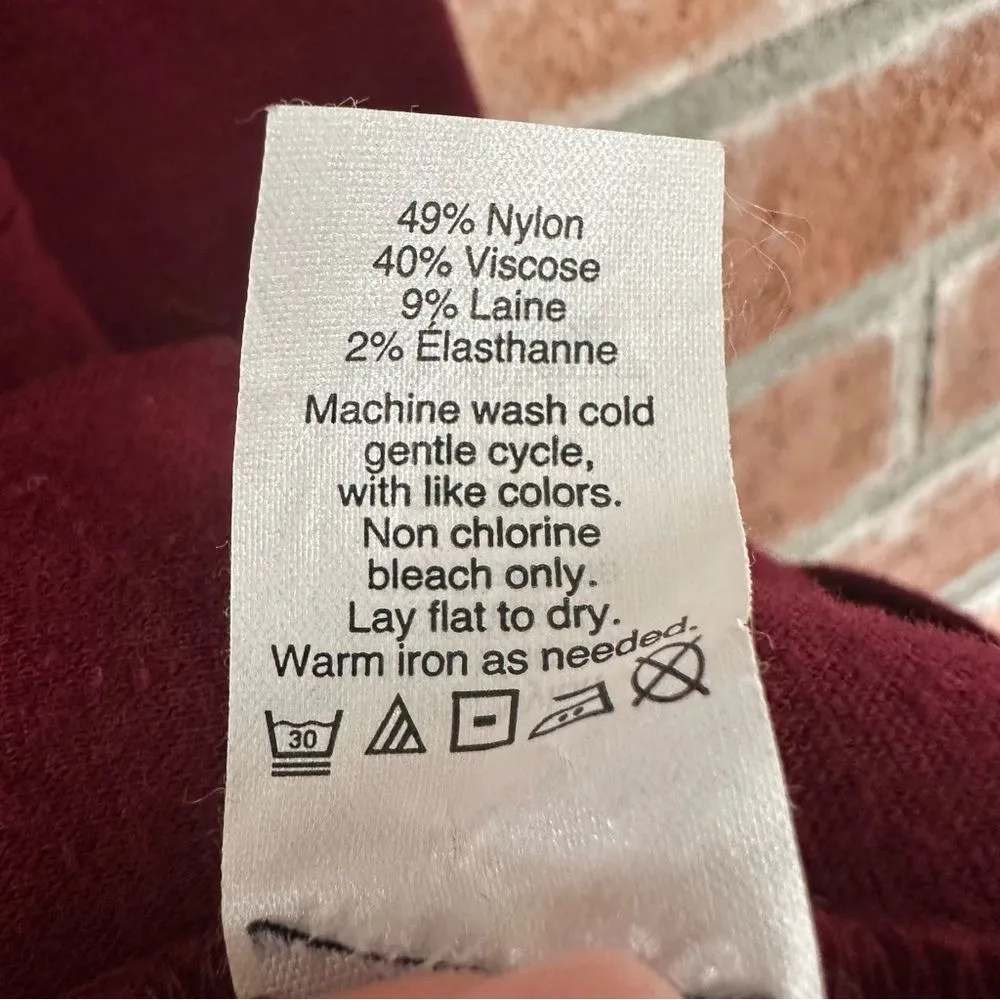 49% Nylon
40% Viscose
9% Laine
2% Élasthanne
Machine wash cold
gentle cycle,
with like colors.
Non chlorine
bleach only.
Lay flat to dry.
Warm iron as needed.
30